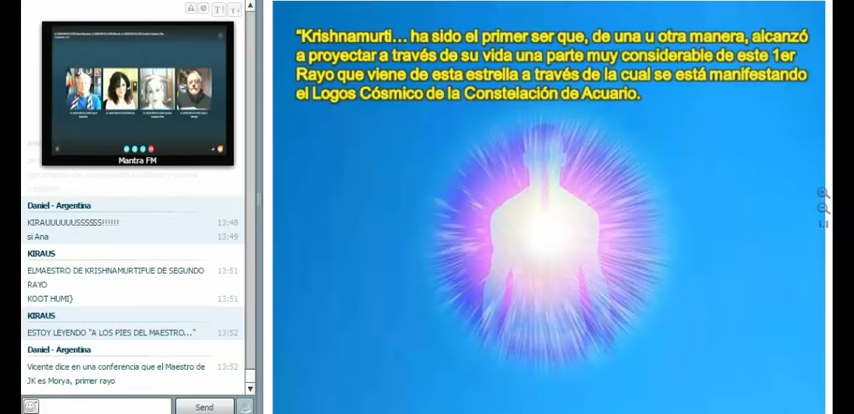 Mantra FM
Daniel - Argentina
KIRAUUUUUSSSSSS!!!!!! 13:48
si Ana 13:49
KIRAUS
ELMAESTRO DE KRISHNAMURTIFUE DE SEGUNDO 13:51
RAYO
KOOT HUMI} 13:51
KIRAUS
ESTOY LEYENDO "A LOS PIES DEL MAESTRO..." 13:52
Daniel - Argentina
Vicente dice en una conferencia que el Maestro de 13:52
JK es Morya, primer rayo
Send
“Krishnamurti... ha sido el primer ser que, de una u otra manera, alcanzó
a proyectar a través de su vida una parte muy considerable de este 1er
Rayo que viene de esta estrella a través de la cual se está manifestando
el Logos Cósmico de la Constelación de Acuario.
1:1